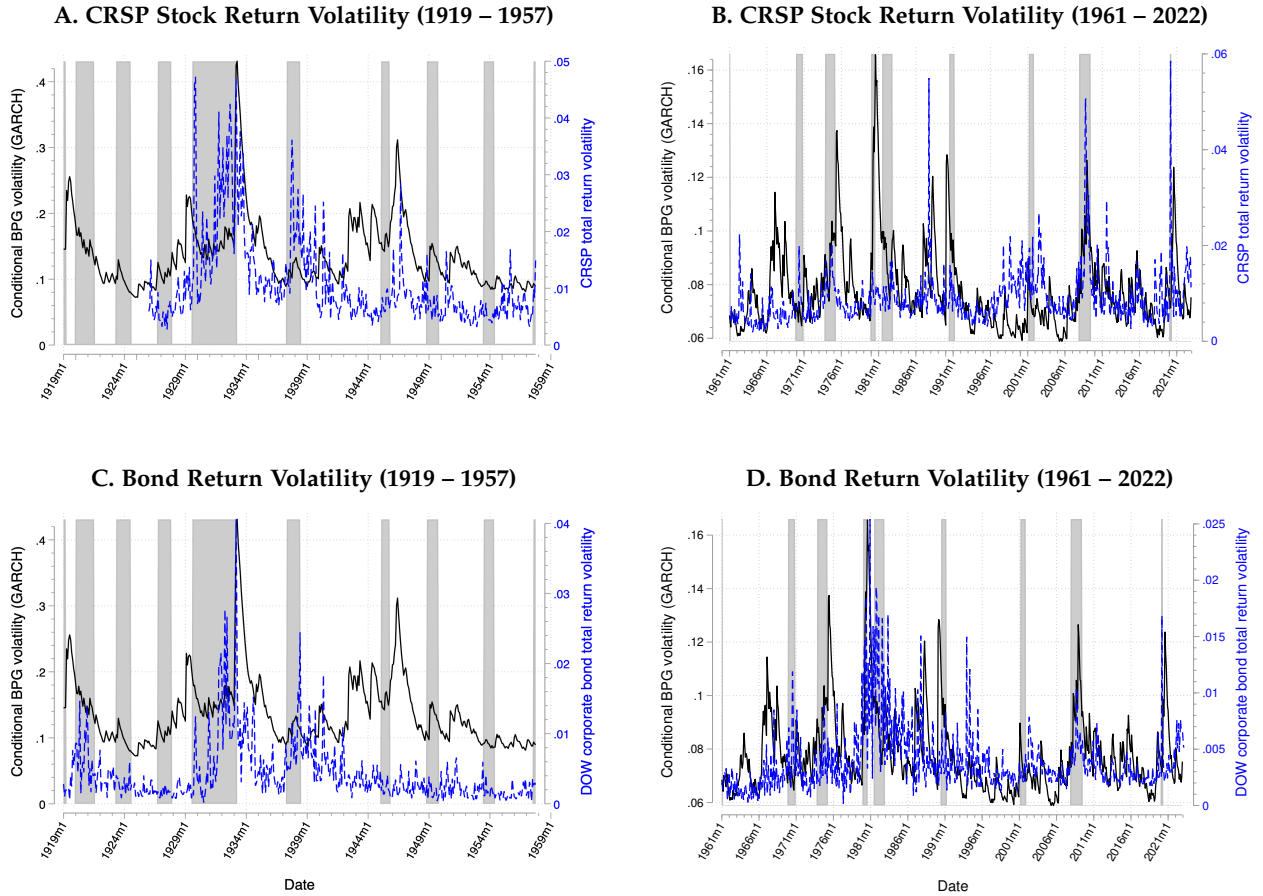 A. CRSP Stock Return Volatility (1919 – 1957)
Conditional BPG volatility (GARCH)
.4
.3
.2
.1
0
.05
.04
.03
.02
.01
0
CRSP total return volatility
1919m1
1924m1
1929m1
1934m1
1939m1
1944m1
1949m1
1954m1
1959m1
B. CRSP Stock Return Volatility (1961 – 2022)
Conditional BPG volatility (GARCH)
.16
.14
.12
.1
.08
.06
.06
.04
.02
0
CRSP total return volatility
1961m1
1966m1
1971m1
1976m1
1981m1
1986m1
1991m1
1996m1
2001m1
2006m1
2011m1
2016m1
2021m1
C. Bond Return Volatility (1919 – 1957)
Conditional BPG volatility (GARCH)
.4
.3
.2
.1
0
.04
.03
.02
.01
0
DOW corporate bond total return volatility
1919m1
1924m1
1929m1
1934m1
1939m1
1944m1
1949m1
1954m1
1959m1
Date
D. Bond Return Volatility (1961 – 2022)
Conditional BPG volatility (GARCH)
.16
.14
.12
.1
.08
.06
.025
.02
.015
.01
.005
0
DOW corporate bond total return volatility
1961m1
1966m1
1971m1
1976m1
1981m1
1986m1
1991m1
1996m1
2001m1
2006m1
2011m1
2016m1
2021m1
Date